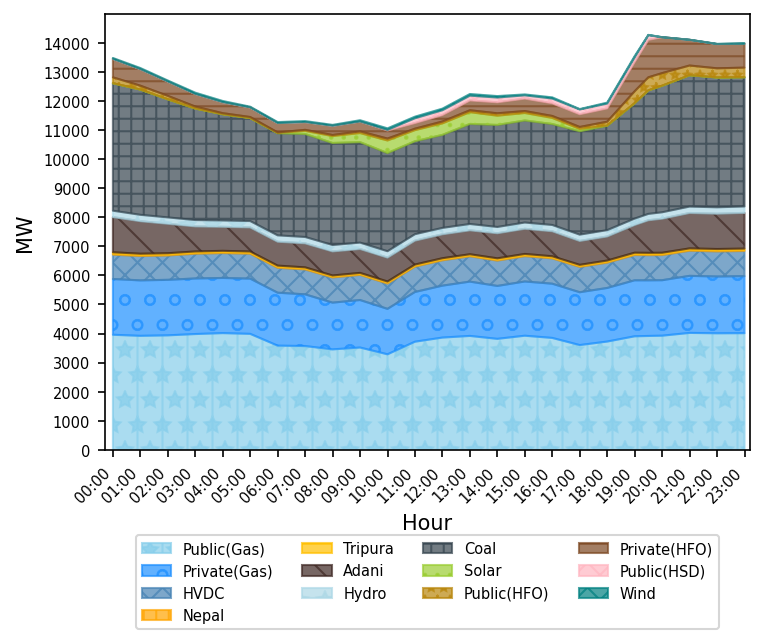 14000
13000
12000
11000
10000
9000
8000
7000
6000
5000
4000
3000
2000
1000
0
MW
00:00 01:00 02:00 03:00 04:00 05:00 06:00 07:00 08:00 09:00 10:00 11:00 12:00 13:00 14:00 15:00 16:00 17:00 18:00 19:00 20:00 21:00 22:00 23:00
Hour
Public(Gas) Tripura Coal Private(HFO)
Private(Gas) Adani Solar Public(HSD)
HVDC Hydro Public(HFO) Wind
Nepal